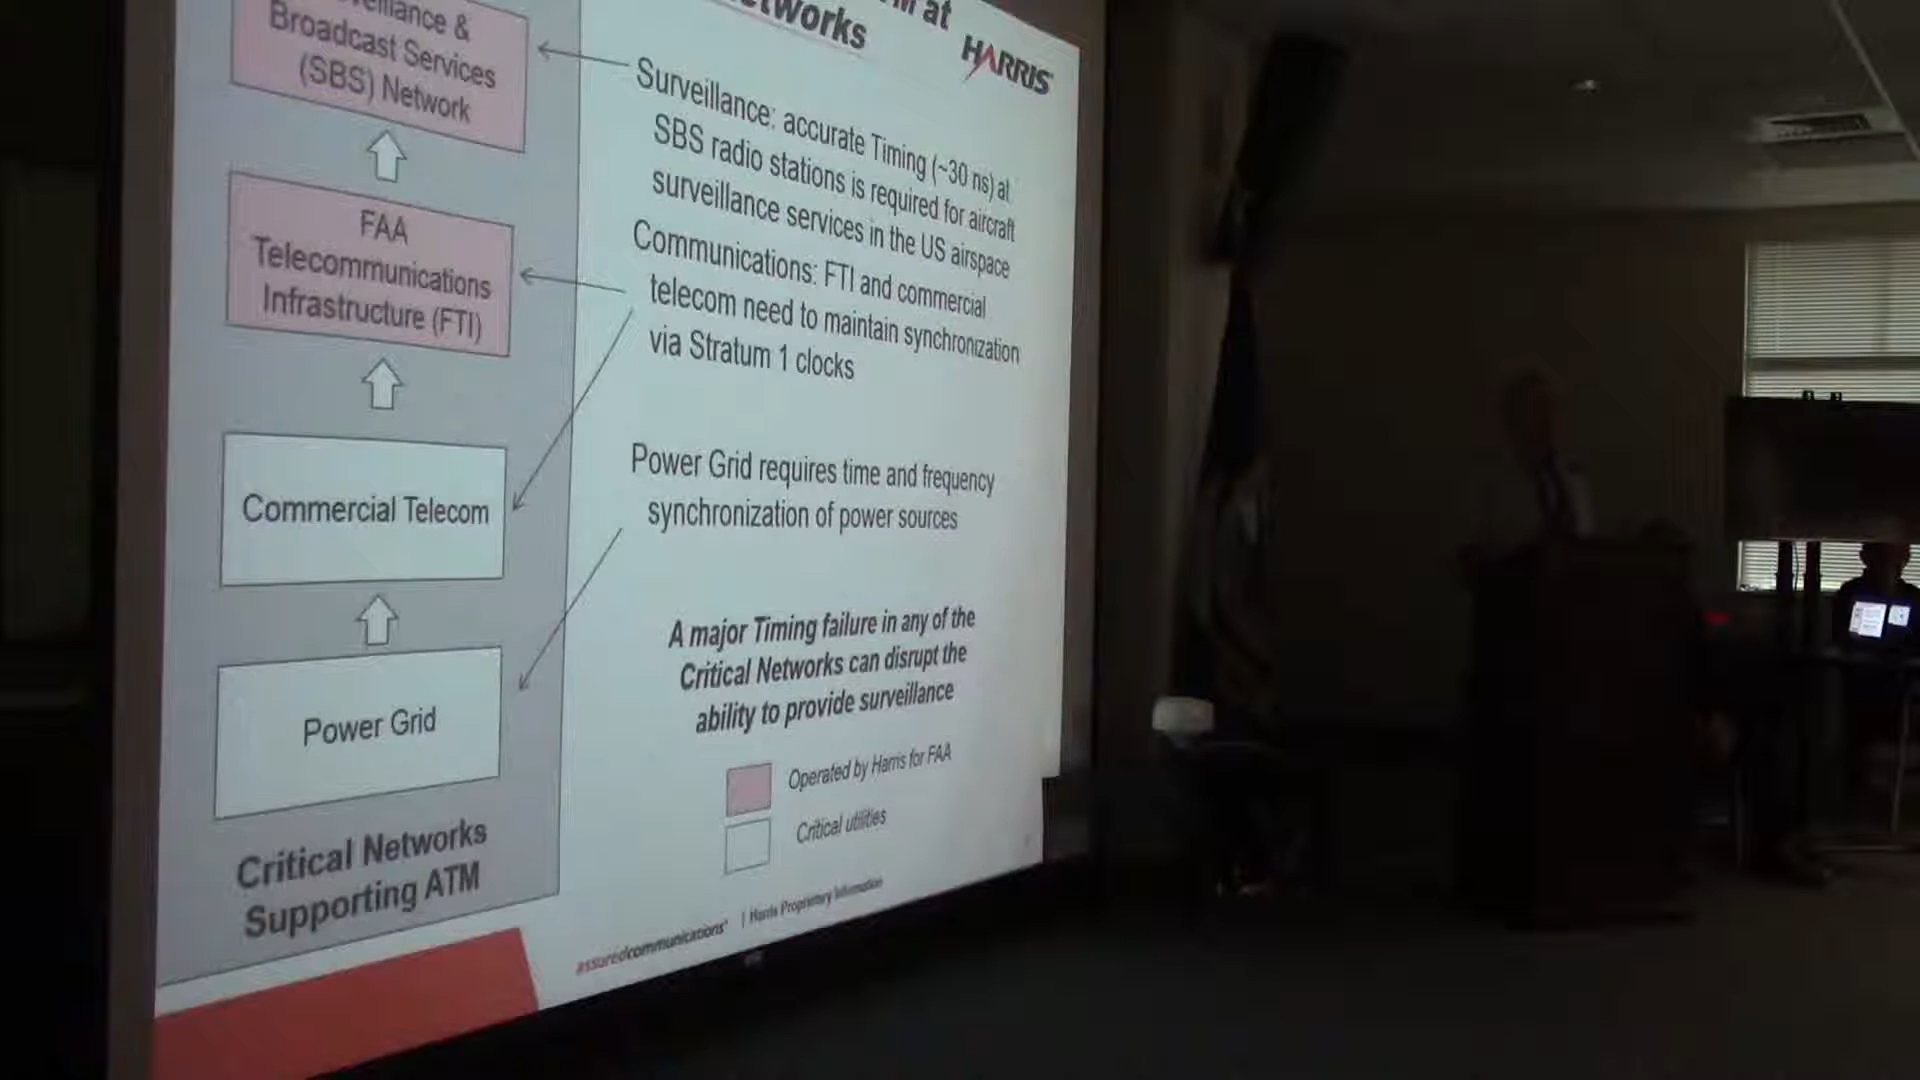 at
HARRIS
Broadcast Services
(SBS) Network
FAA
Telecommunications
Infrastructure (FTI)
Commercial Telecom
Power Grid
Critical Networks
Supporting ATM
Surveillance: accurate Timing (~30 ns) at
SBS radio stations is required for aircraft
surveillance services in the US airspace
Communications: FTI and commercial
telecom need to maintain synchronization
via Stratum 1 clocks
Power Grid requires time and frequency
synchronization of power sources
A major Timing failure in any of the
Critical Networks can disrupt the
ability to provide surveillance
Operated by Harris for FAA
Critical utilities
assuredcommunications® | Harris Proprietary Information